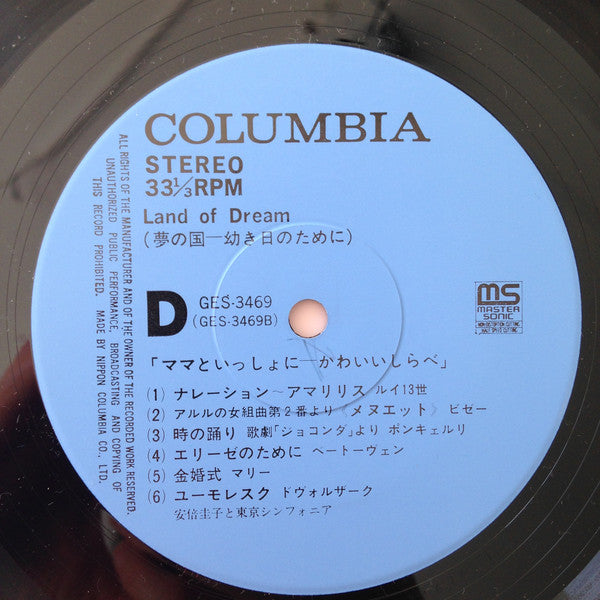 COLUMBIA
STEREO
33⅓RPM
Land of Dream
(夢の国—幼き日のために)
D
GES-3469
(GES-3469B)
ms
MASTER
SONIC
NON-DISTORTION CUTTING
「ママといっしょに—かわいいしらべ」
(1) ナレーション~アマリリス ルイ13世
(2) アルルの女組曲第2番より〈メヌエット〉ビゼー
(3) 時の踊り 歌劇「ジョコンダ」より ポンキェルリ
(4) エリーゼのために ベートーヴェン
(5) 金婚式 マリー
(6) ユーモレスク ドヴォルザーク
安倍圭子と東京シンフォニア
ALL RIGHTS OF THE MANUFACTURER AND OF THE OWNER OF THE RECORDED WORK RESERVED.
UNAUTHORIZED PUBLIC PERFORMANCE, BROADCASTING AND COPYING OF
THIS RECORD PROHIBITED. MADE BY NIPPON COLUMBIA CO., LTD.